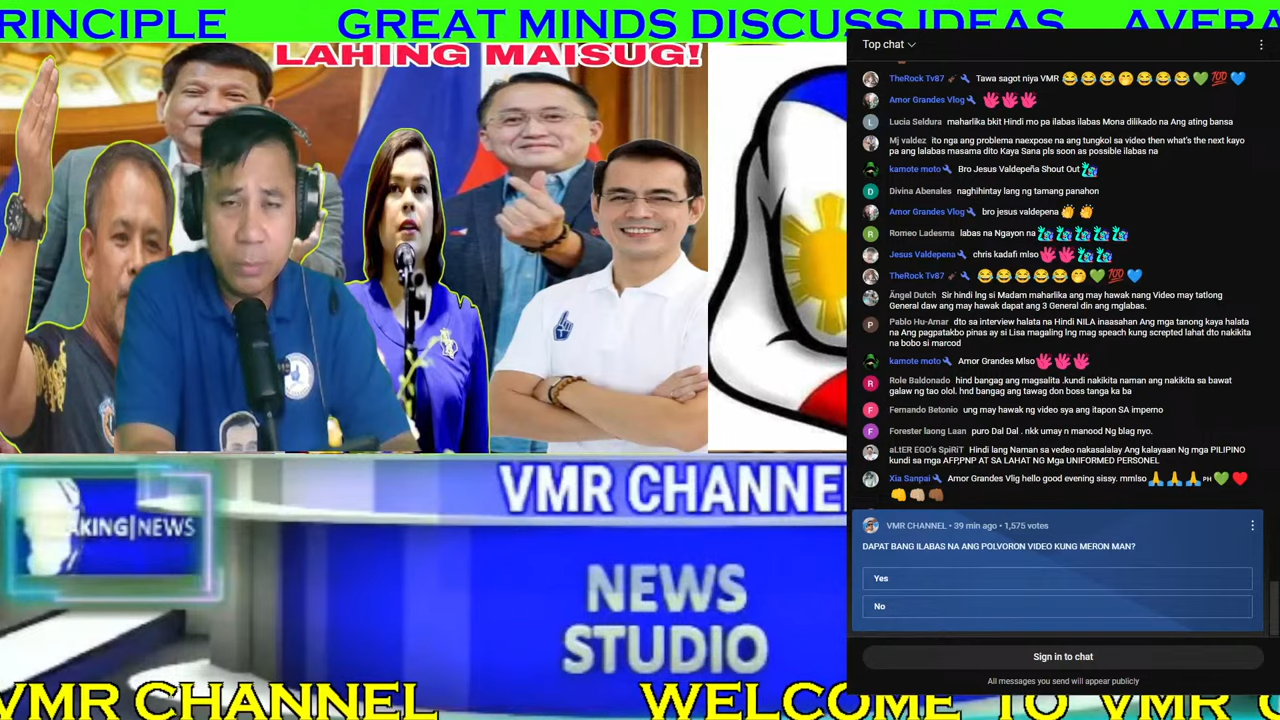 RINCIPLE GREAT MINDS DISCUSS IDEAS AVERA
LAHING MAISUG!
AKING|NEWS
VMR CHANNE
NEWS
STUDIO
VMR CHANNEL WELCOME TO VMR C
Top chat
TheRock Tv87 Tawa sagot niya VMR 😂😂😂🤭😂😂😂💚💯💙
Amor Grandes Vlog
Lucia Seldura maharlika bkit Hindi mo pa ilabas ilabas Mona dilikado na Ang ating bansa
Mj valdez ito nga ang problema naexpose na ang tungkol sa video then what's the next kayo
pa ang lalabas masama dito Kaya Sana pls soon as possible ilabas na
kamote moto Bro Jesus Valdepeña Shout Out
Divina Abenales naghihintay lang ng tamang panahon
Amor Grandes Vlog bro jesus valdepena 👏👏
Romeo Ladesma labas na Ngayon na
Jesus Valdepena chris kadafi mlso
TheRock Tv87 😂😂😂😂😂🤭💚💯💙
Ängel Dutch Sir hindi lng si Madam maharlika ang may hawak nang Video may tatlong
General daw ang may hawak dapat ang 3 General din ang mglabas.
Pablo Hu-Amar dto sa interview halata na Hindi NILA inaasahan Ang mga tanong kaya halata
na Ang pagpatakbo pinas ay si Lisa magaling lng mag speach kung screpted lahat dto nakikita
na bobo si marcod
kamote moto Amor Grandes Mlso
Role Baldonado hind bangag ang magsalita .kundi nakikita naman ang nakikita sa bawat
galaw ng tao olol. hnd bangag ang tawag don boss tanga ka ba
Fernando Betonio ung may hawak ng video sya ang itapon SA imperno
Forester laong Laan puro Dal Dal . nkk umay n manood Ng blag nyo.
aLtER EGO's SpiRiT Hindi lang Naman sa vedeo nakasalalay Ang kalayaan Ng mga PILIPINO
kundi sa mga AFP,PNP AT SA LAHAT NG Mga UNIFORMED PERSONEL
Xia Sanpai Amor Grandes Vlig hello good evening sissy. mmlso 🙏🙏🙏 PH 💚♥️
VMR CHANNEL • 39 min ago • 1,575 votes
DAPAT BANG ILABAS NA ANG POLVORON VIDEO KUNG MERON MAN?
Yes
No
Sign in to chat
All messages you send will appear publicly